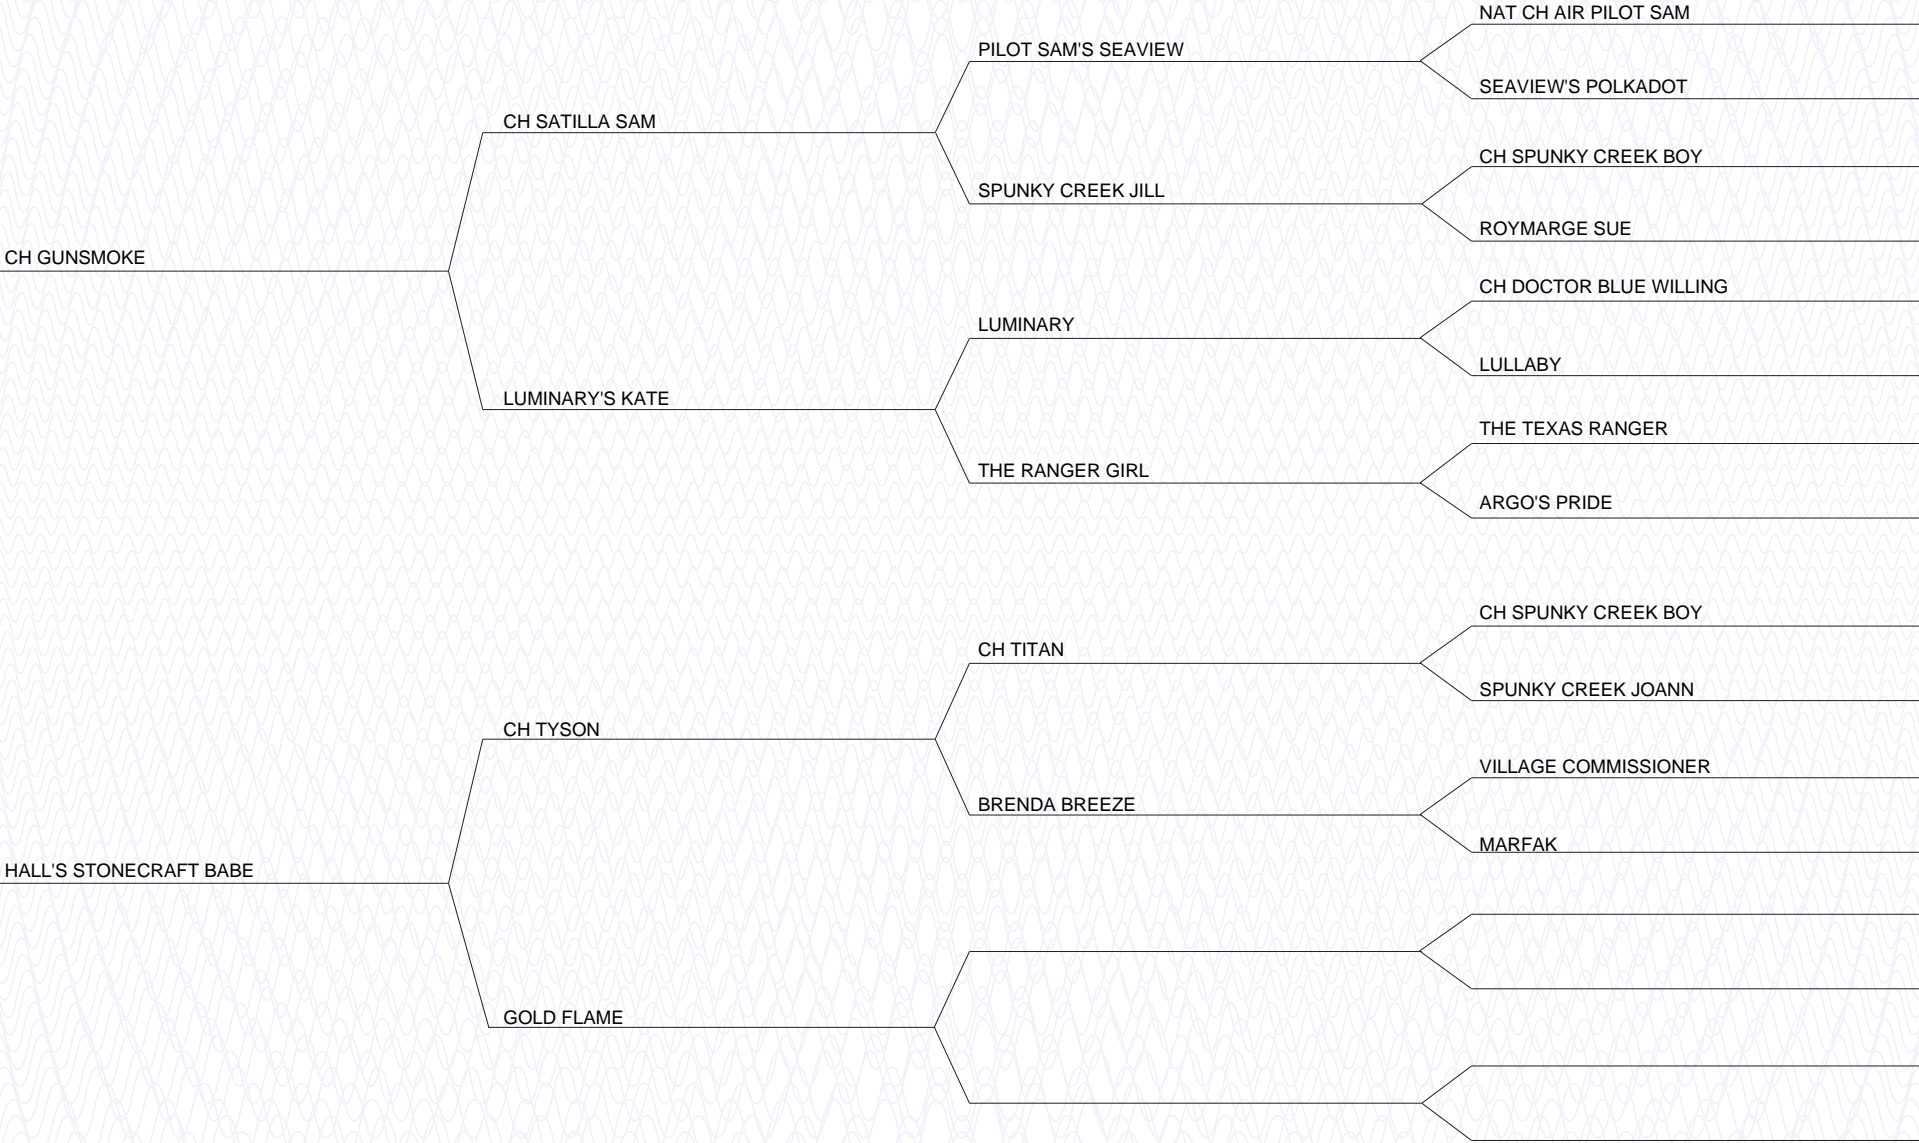 NAT CH AIR PILOT SAM
PILOT SAM'S SEAVIEW
SEAVIEW'S POLKADOT
CH SATILLA SAM
CH SPUNKY CREEK BOY
SPUNKY CREEK JILL
ROYMARGE SUE
CH GUNSMOKE
CH DOCTOR BLUE WILLING
LUMINARY
LULLABY
LUMINARY'S KATE
THE TEXAS RANGER
THE RANGER GIRL
ARGO'S PRIDE
CH SPUNKY CREEK BOY
CH TITAN
SPUNKY CREEK JOANN
CH TYSON
VILLAGE COMMISSIONER
BRENDA BREEZE
MARFAK
HALL'S STONECRAFT BABE
GOLD FLAME